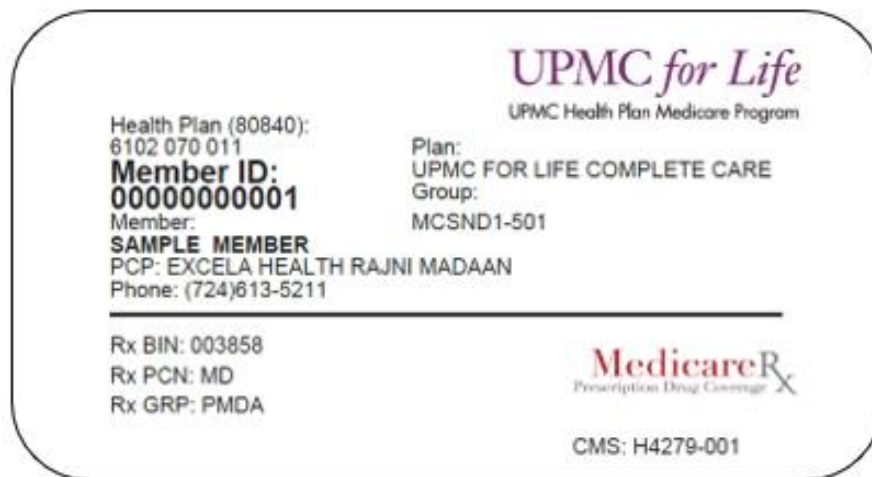 UPMC for Life
UPMC Health Plan Medicare Program
Health Plan (80840):
6102 070 011
Member ID:
00000000001
Member:
SAMPLE MEMBER
PCP: EXCELA HEALTH RAJNI MADAAN
Phone: (724)613-5211
Plan:
UPMC FOR LIFE COMPLETE CARE
Group:
MCSND1-501
Rx BIN: 003858
Rx PCN: MD
Rx GRP: PMDA
MedicareRx
Prescription Drug Coverage
CMS: H4279-001